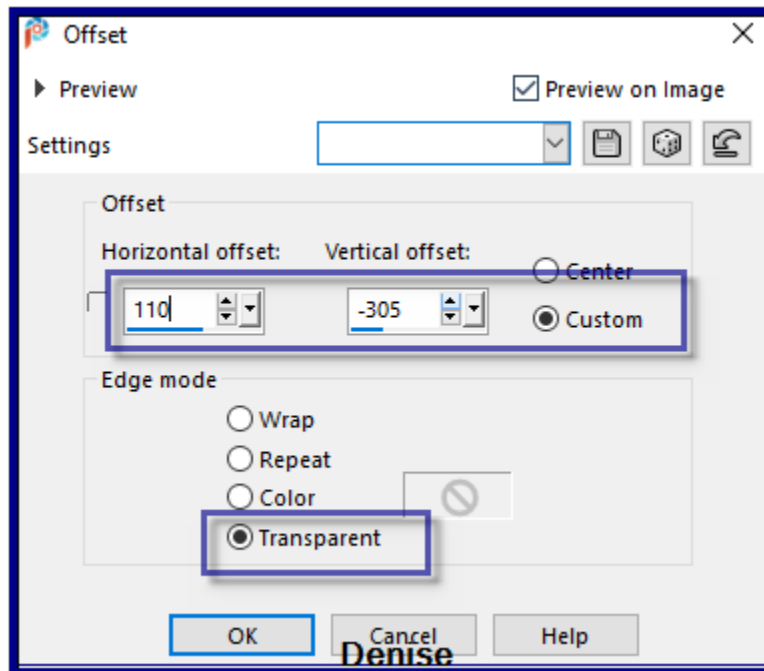 Offset
Preview
Preview on Image
Settings
Offset
Horizontal offset: Vertical offset:
Center
110 -305
Custom
Edge mode
Wrap
Repeat
Color
Transparent
OK Cancel Help
Denise